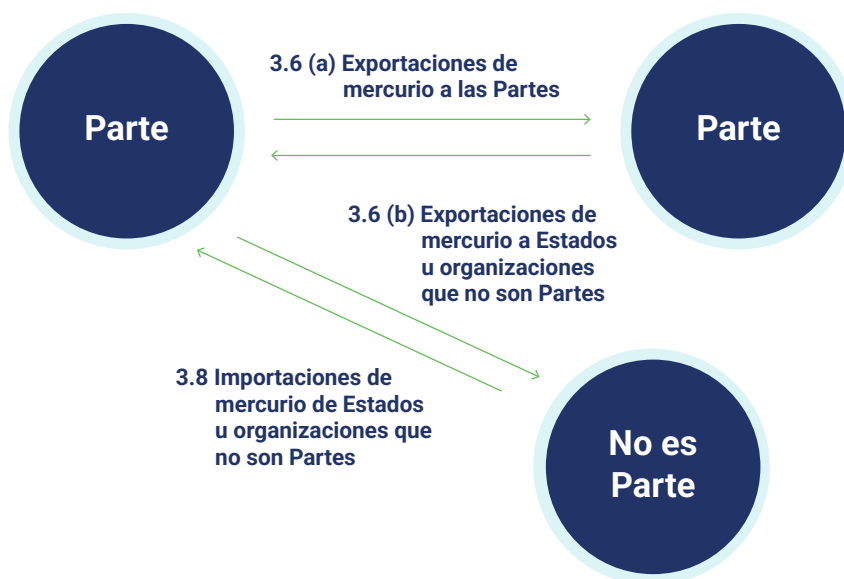 3.6 (a) Exportaciones de
mercurio a las Partes
Parte
Parte
3.6 (b) Exportaciones de
mercurio a Estados
u organizaciones
que no son Partes
3.8 Importaciones de
mercurio de Estados
u organizaciones que
no son Partes
No es
Parte